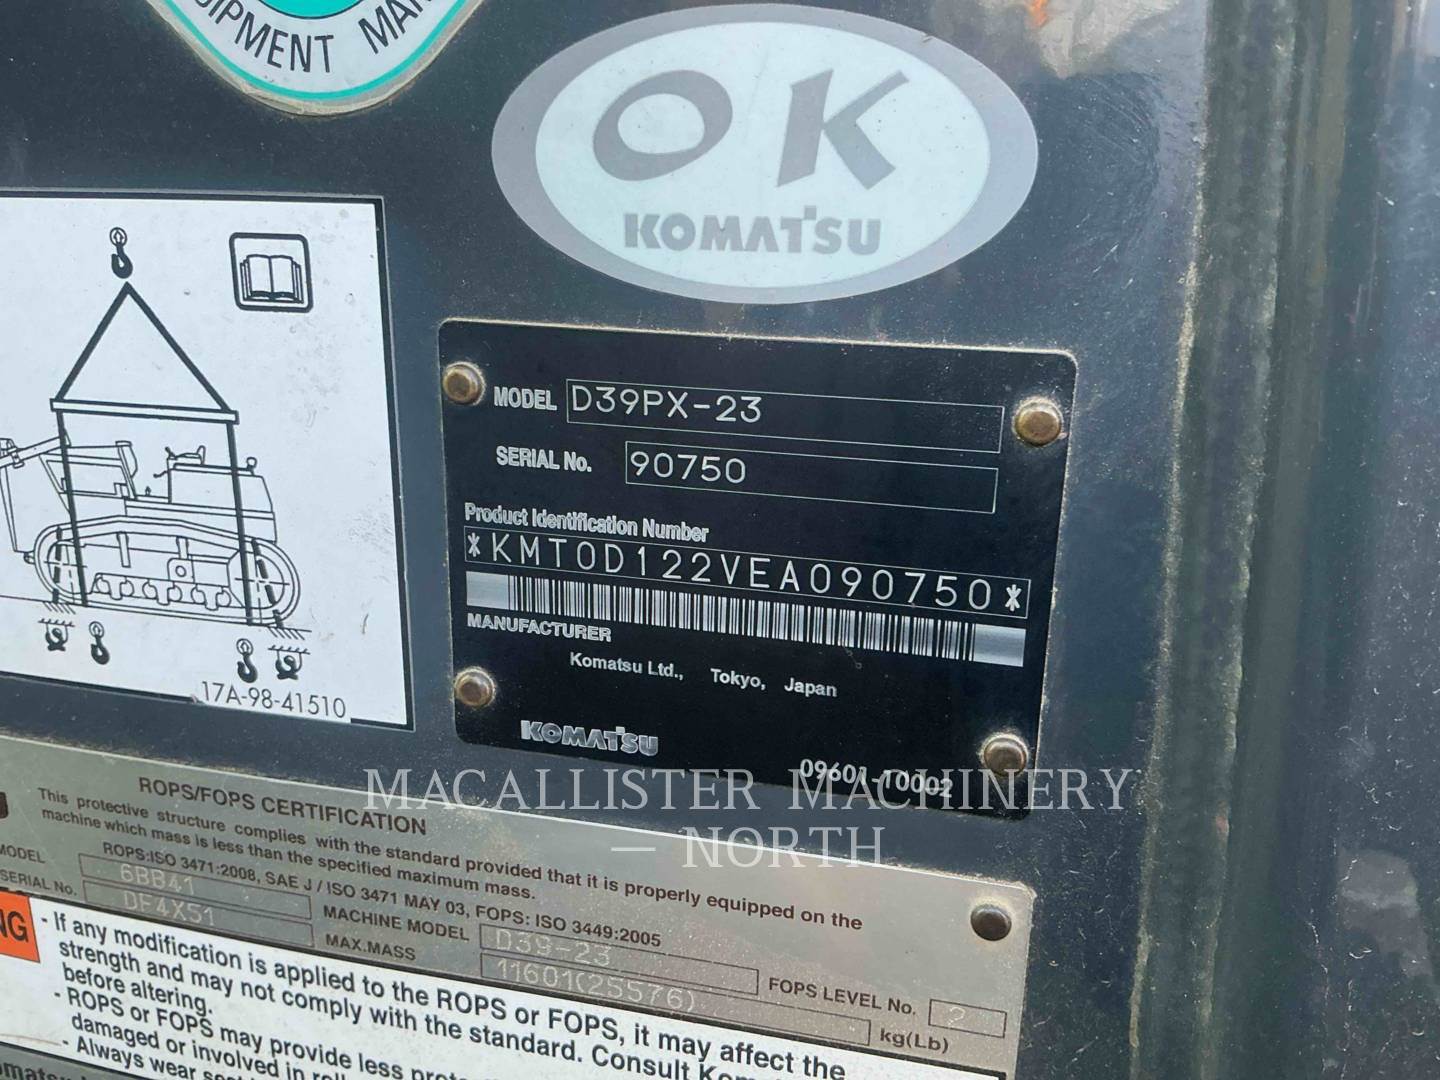 EQUIPMENT MAN
OK
KOMATSU
17A-98-41510
MODEL D39PX-23
SERIAL No. 90750
Product Identification Number
*KMT0D122VEA090750*
MANUFACTURER
Komatsu Ltd., Tokyo, Japan
KOMATSU
09601-10002
MACALLISTER MACHINERY
— NORTH
ROPS/FOPS CERTIFICATION
This protective structure complies with the standard provided that it is properly equipped on the
machine which mass is less than the specified maximum mass.
ROPS:ISO 3471:2008, SAE J / ISO 3471 MAY 03, FOPS: ISO 3449:2005
MODEL 6BB41 MACHINE MODEL D39-23 FOPS LEVEL No. 2
SERIAL No. DF4X51 MAX.MASS 11601(25576) kg(Lb)
NG
- If any modification is applied to the ROPS or FOPS, it may affect the
strength and may not comply with the standard. Consult
before altering.
- ROPS or FOPS may provide less
damaged or involved in
- Always wear